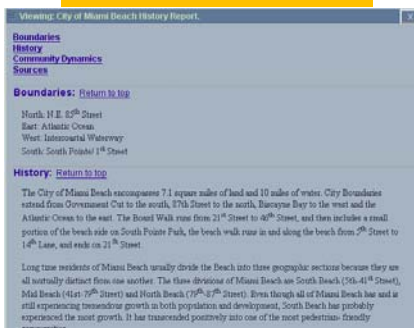 Viewing: City of Miami Beach History Report.
X
Boundaries
History
Community Dynamics
Sources
Boundaries: Return to top
North: N.E. 85th Street
East: Atlantic Ocean
West: Intercoastal Waterway
South: South Pointe/ 1st Street
History: Return to top
The City of Miami Beach encompasses 7.1 square miles of land and 10 miles of water. City Boundaries
extend from Government Cut to the south, 87th Street to the north, Biscayne Bay to the west and the
Atlantic Ocean to the east. The Board Walk runs from 21st Street to 46th Street, and then includes a small
portion of the beach side on South Pointe Park, the beach walk runs in and along the beach from 5th Street to
14th Lane, and ends on 21st Street.
Long time residents of Miami Beach usually divide the Beach into three geographic sections because they are
all mutually distinct from one another. The three divisions of Miami Beach are South Beach (5th-41st Street),
Mid Beach (41st-79th Street) and North Beach (79th-87th Street). Even though all of Miami Beach has and is
still experiencing tremendous growth in both population and development, South Beach has probably
experienced the most growth. It has transcended positively into one of the most pedestrian- friendly